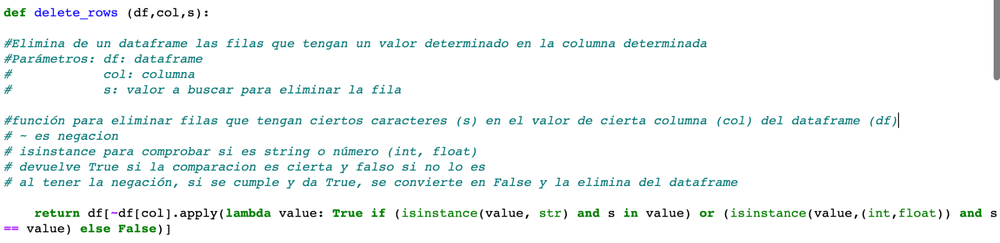 def delete_rows (df,col,s):
#Elimina de un dataframe las filas que tengan un valor determinado en la columna determinada
#Parámetros: df: dataframe
#            col: columna
#            s: valor a buscar para eliminar la fila
#función para eliminar filas que tengan ciertos caracteres (s) en el valor de cierta columna (col) del dataframe (df)
# ~ es negacion
# isinstance para comprobar si es string o número (int, float)
# devuelve True si la comparacion es cierta y falso si no lo es
# al tener la negación, si se cumple y da True, se convierte en False y la elimina del dataframe
    return df[~df[col].apply(lambda value: True if (isinstance(value, str) and s in value) or (isinstance(value,(int,float)) and s
== value) else False)]